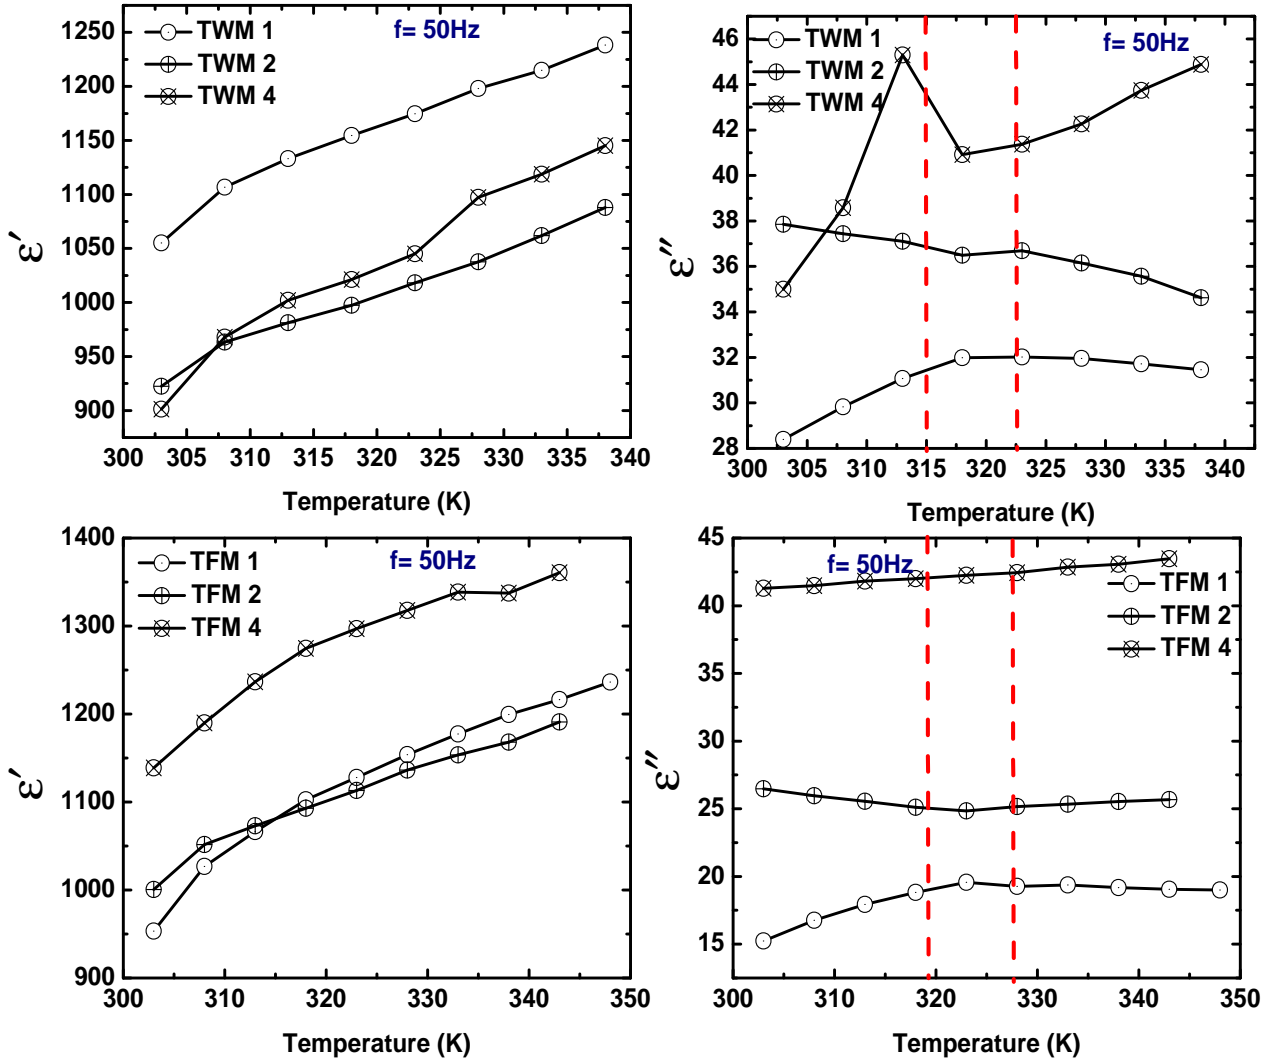 f= 50Hz
TWM 1
TWM 2
TWM 4
1250
1200
1150
1100
1050
1000
950
900
ε′
300 305 310 315 320 325 330 335 340
Temperature (K)
f= 50Hz
TWM 1
TWM 2
TWM 4
46
44
42
40
38
36
34
32
30
28
ε″
300 305 310 315 320 325 330 335 340
Temperature (K)
f= 50Hz
TFM 1
TFM 2
TFM 4
1400
1300
1200
1100
1000
900
ε′
300 310 320 330 340 350
Temperature (K)
f= 50Hz
TFM 1
TFM 2
TFM 4
45
40
35
30
25
20
15
ε″
300 310 320 330 340 350
Temperature (K)